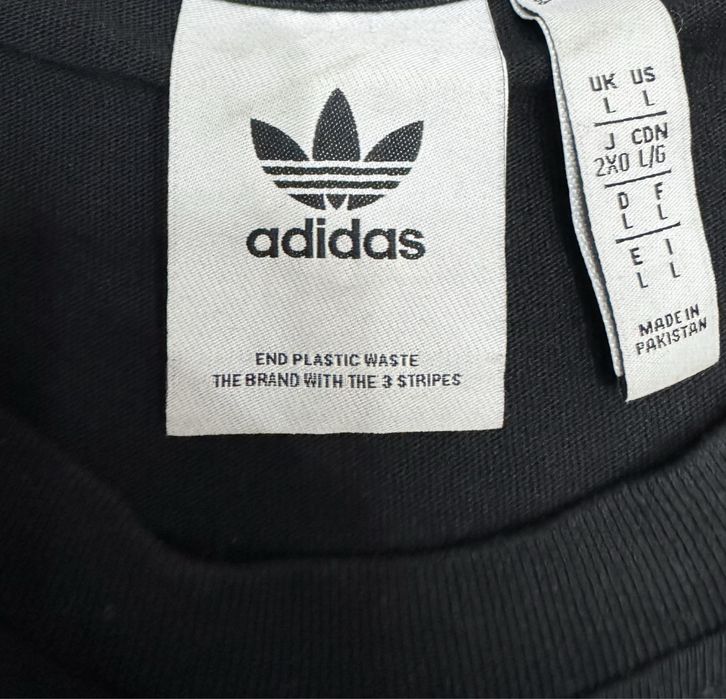 adidas
END PLASTIC WASTE
THE BRAND WITH THE 3 STRIPES
UK US
L L
J CDN
2XO L/G
D F
L L
E I
L L
MADE IN
PAKISTAN